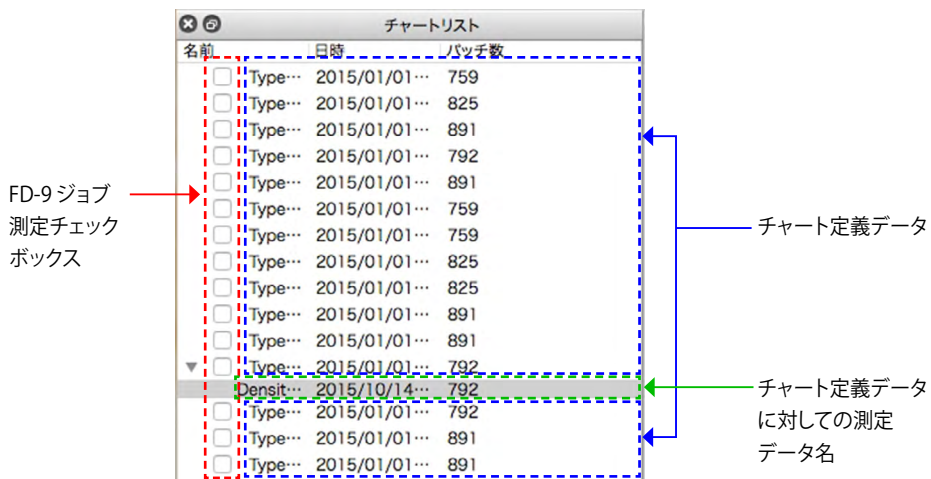 チャートリスト
名前 日時 パッチ数
Type… 2015/01/01… 759
Type… 2015/01/01… 825
Type… 2015/01/01… 891
Type… 2015/01/01… 792
Type… 2015/01/01… 891
Type… 2015/01/01… 759
Type… 2015/01/01… 759
Type… 2015/01/01… 825
Type… 2015/01/01… 825
Type… 2015/01/01… 891
Type… 2015/01/01… 891
Type… 2015/01/01… 792
Densit… 2015/10/14… 792
Type… 2015/01/01… 792
Type… 2015/01/01… 891
Type… 2015/01/01… 891
FD-9 ジョブ
測定チェック
ボックス
チャート定義データ
チャート定義データ
に対しての測定
データ名